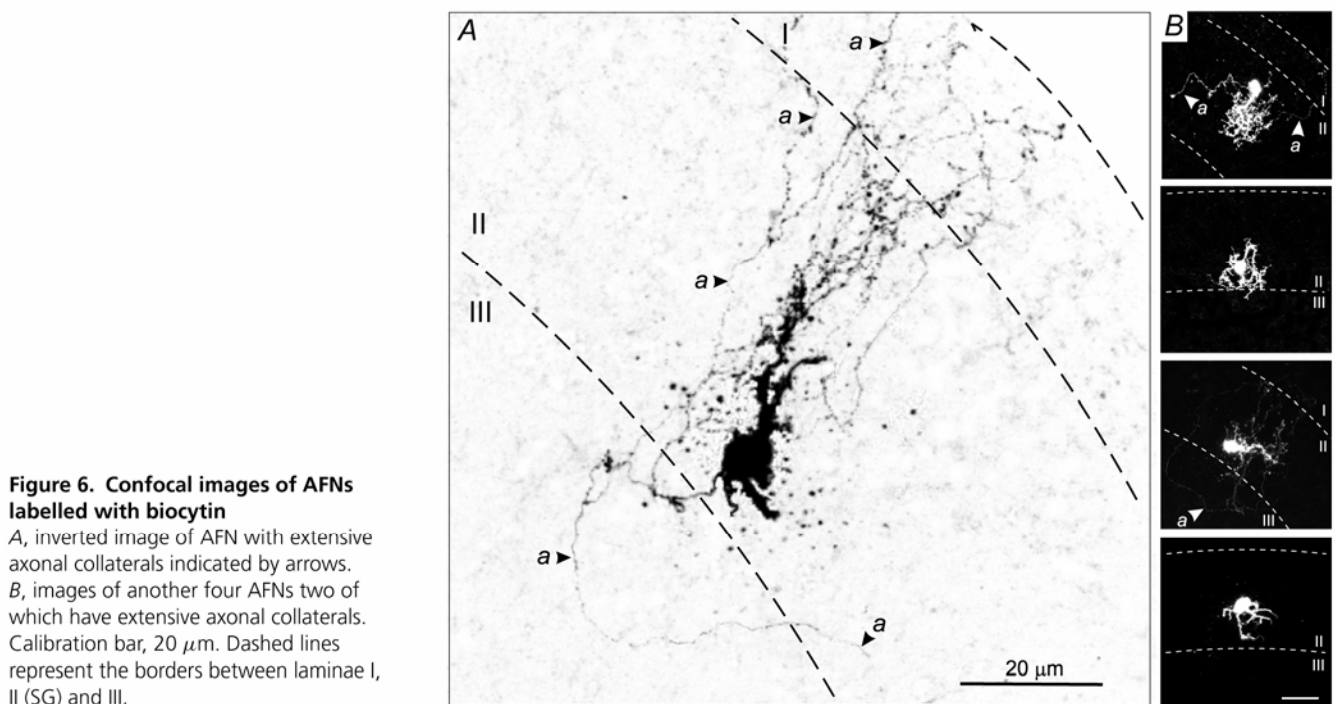 A
I
a
a
II
a
III
a
a
20 μm
B
a
I
a
II
II
III
I
II
a
III
II
III
Figure 6. Confocal images of AFNs
labelled with biocytin
A, inverted image of AFN with extensive
axonal collaterals indicated by arrows.
B, images of another four AFNs two of
which have extensive axonal collaterals.
Calibration bar, 20 μm. Dashed lines
represent the borders between laminae I,
II (SG) and III.